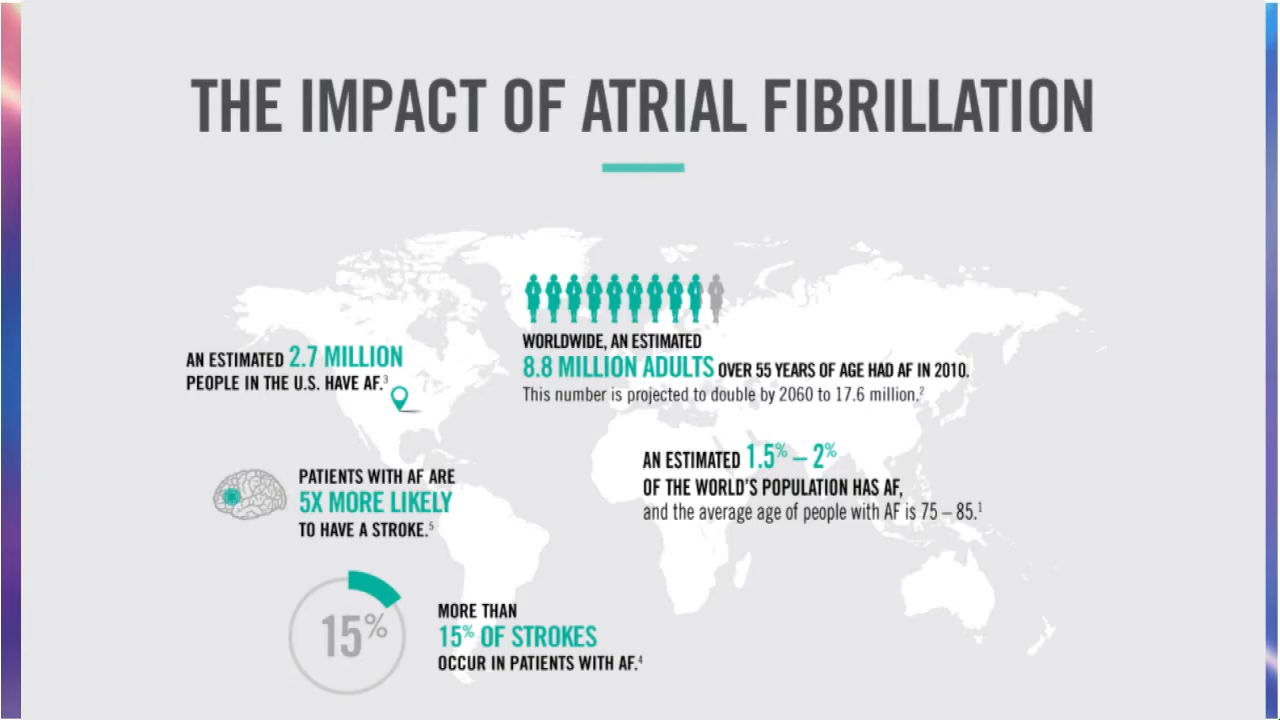 THE IMPACT OF ATRIAL FIBRILLATION
AN ESTIMATED 2.7 MILLION
PEOPLE IN THE U.S. HAVE AF.³
WORLDWIDE, AN ESTIMATED
8.8 MILLION ADULTS OVER 55 YEARS OF AGE HAD AF IN 2010.
This number is projected to double by 2060 to 17.6 million.²
AN ESTIMATED 1.5% – 2%
OF THE WORLD'S POPULATION HAS AF,
and the average age of people with AF is 75 – 85.¹
PATIENTS WITH AF ARE
5X MORE LIKELY
TO HAVE A STROKE.⁵
15%
MORE THAN
15% OF STROKES
OCCUR IN PATIENTS WITH AF.⁴